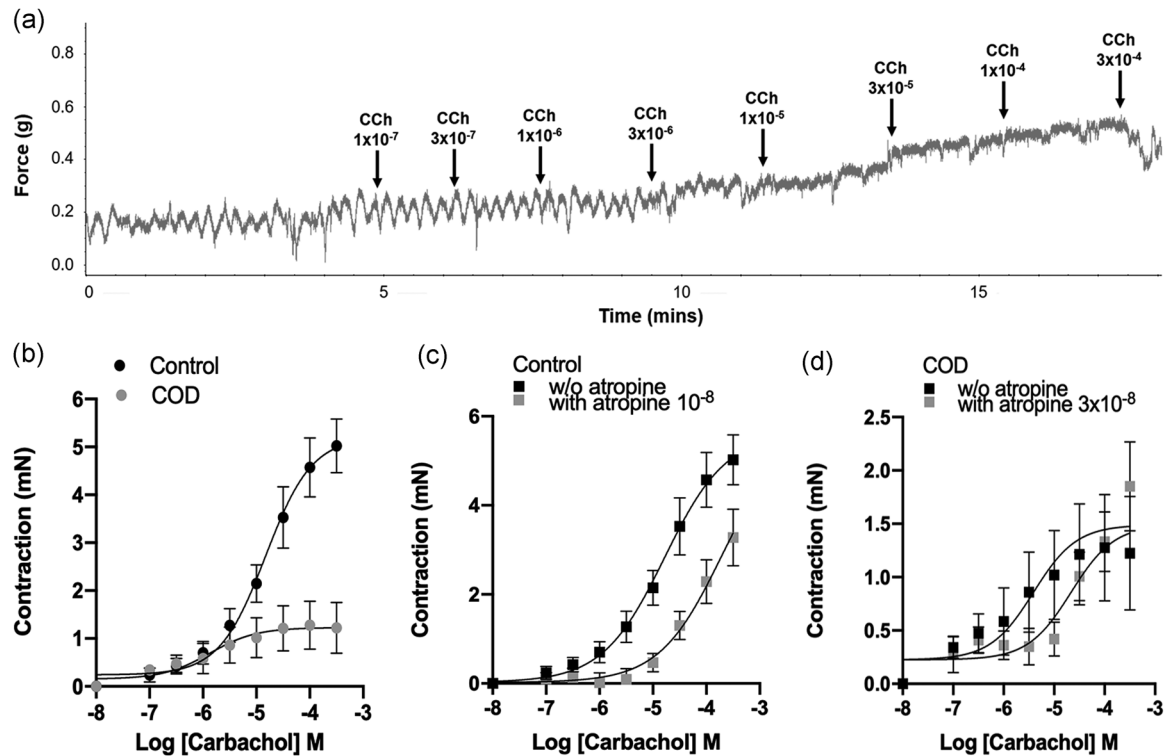 (a)
Force (g)
0.8
0.6
0.4
0.2
0.0
CCh
1x10⁻⁷
CCh
3x10⁻⁷
CCh
1x10⁻⁶
CCh
3x10⁻⁶
CCh
1x10⁻⁵
CCh
3x10⁻⁵
CCh
1x10⁻⁴
CCh
3x10⁻⁴
0 5 10 15
Time (mins)
(b)
Control
COD
Contraction (mN)
6
5
4
3
2
1
0
-8 -7 -6 -5 -4 -3
Log [Carbachol] M
(c)
Control
w/o atropine
with atropine 10⁻⁸
Contraction (mN)
6
4
2
0
-8 -7 -6 -5 -4 -3
Log [Carbachol] M
(d)
COD
w/o atropine
with atropine 3x10⁻⁸
Contraction (mN)
2.5
2.0
1.5
1.0
0.5
0.0
-8 -7 -6 -5 -4 -3
Log [Carbachol] M